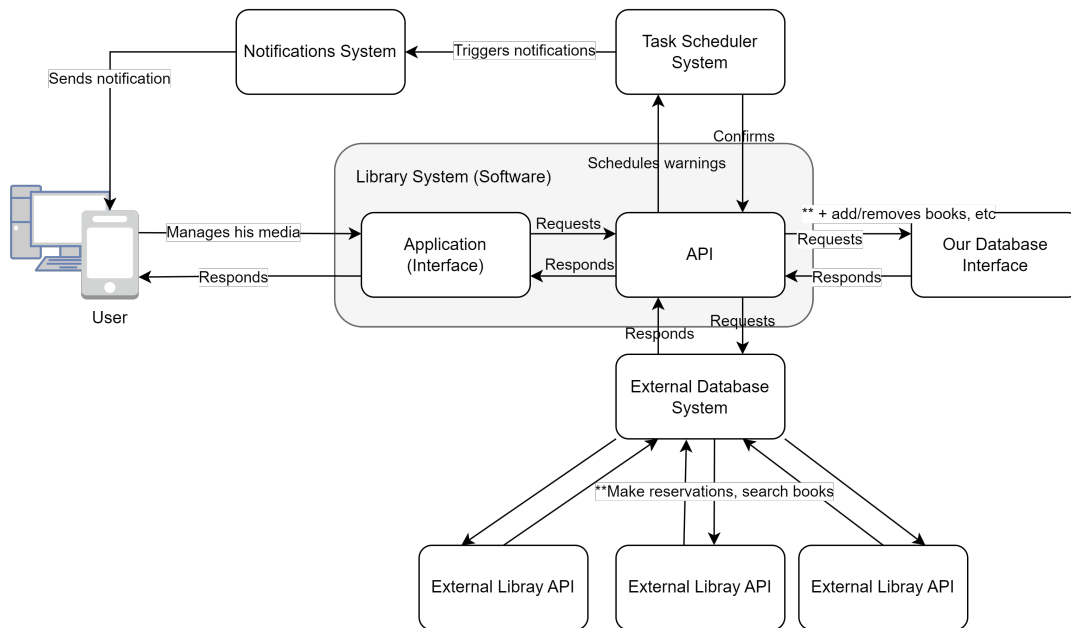 Notifications System
Triggers notifications
Task Scheduler
System
Sends notification
Confirms
Schedules warnings
Library System (Software)
** + add/removes books, etc
Manages his media
Application
(Interface)
Requests
API
Requests
Our Database
Interface
Responds
Responds
Responds
User
Responds
Requests
External Database
System
**Make reservations, search books
External Libray API
External Libray API
External Libray API